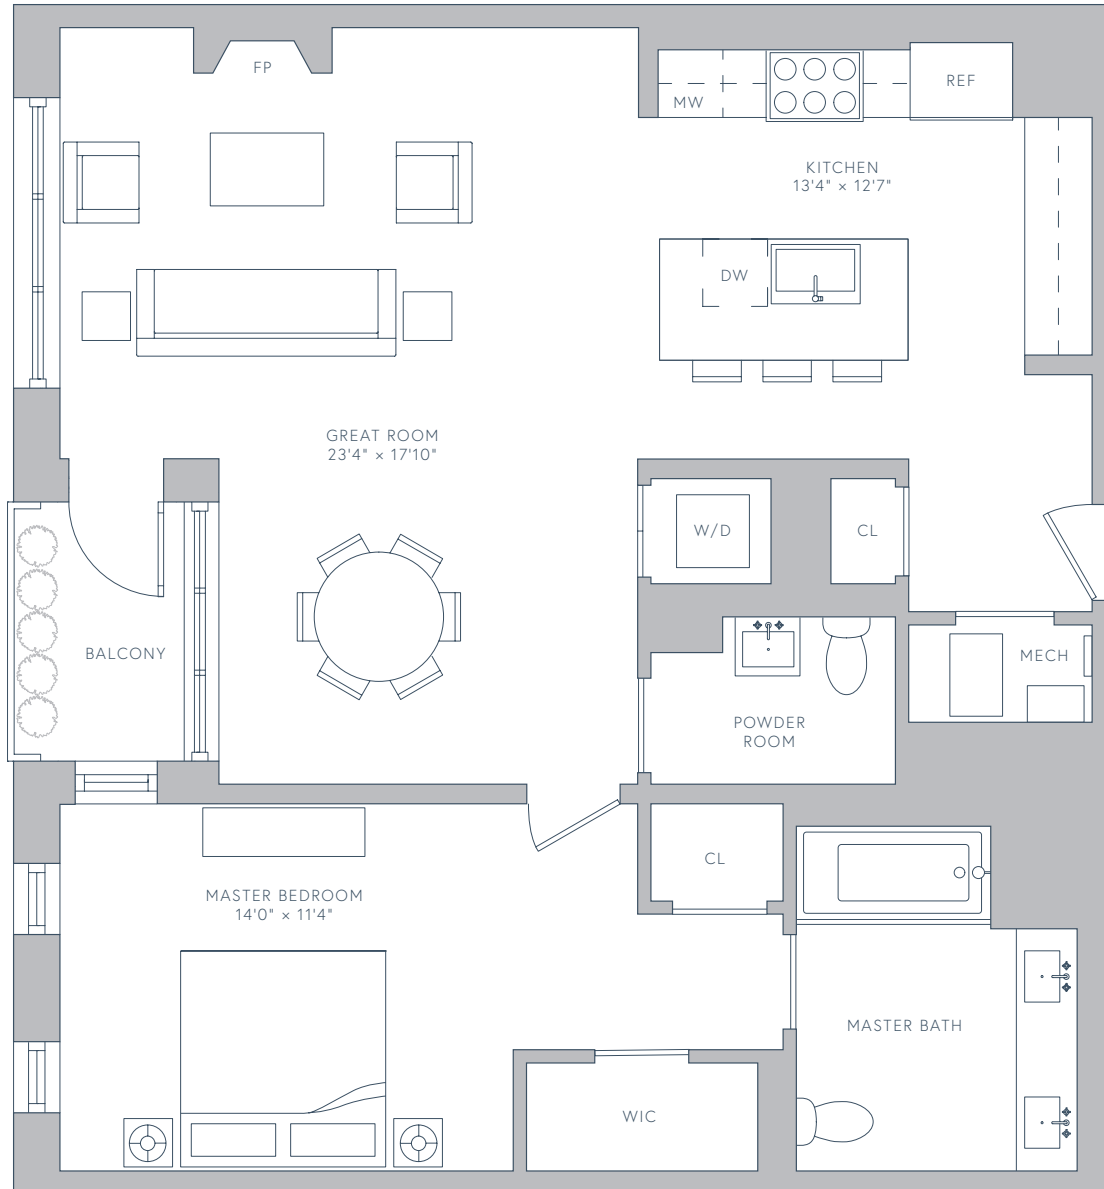 FP
MW
REF
KITCHEN
13'4" × 12'7"
DW
GREAT ROOM
23'4" × 17'10"
W/D
CL
BALCONY
MECH
POWDER
ROOM
CL
MASTER BEDROOM
14'0" × 11'4"
MASTER BATH
WIC